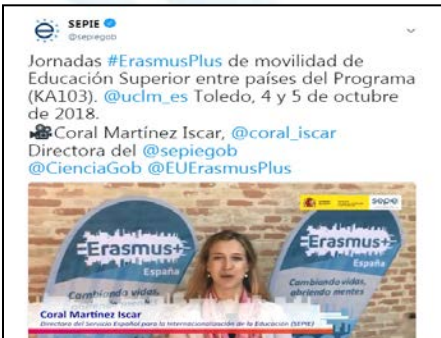 SEPIE
@sepiegob
Jornadas #ErasmusPlus de movilidad de
Educación Superior entre países del Programa
(KA103). @uclm_es Toledo, 4 y 5 de octubre
de 2018.
Coral Martínez Iscar, @coral_iscar
Directora del @sepiegob
@CienciaGob @EUErasmusPlus
sepie
Erasmus+
España
Cambiando vidas,
abriendo mentes
Erasmus+
España
Cambiando vidas,
abriendo mentes
Coral Martínez Iscar
Directora del Servicio Español para la Internacionalización de la Educación (SEPIE)